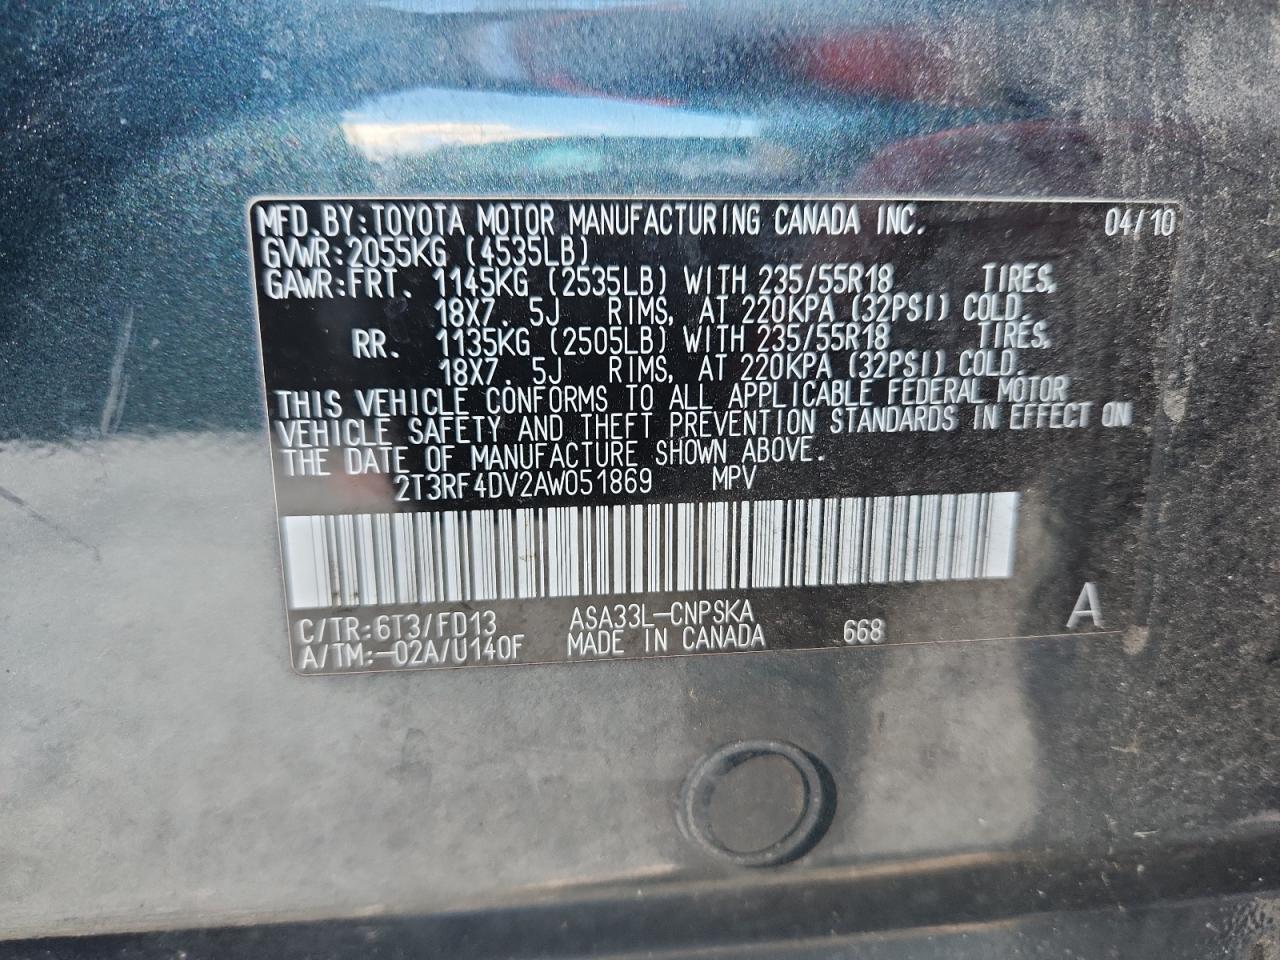 MFD.BY:TOYOTA MOTOR MANUFACTURING CANADA INC. 04/10
GVWR:2055KG (4535LB)
GAWR:FRT. 1145KG (2535LB) WITH 235/55R18 TIRES,
18X7.5J RIMS, AT 220KPA (32PSI) COLD.
RR. 1135KG (2505LB) WITH 235/55R18 TIRES,
18X7.5J RIMS, AT 220KPA (32PSI) COLD.
THIS VEHICLE CONFORMS TO ALL APPLICABLE FEDERAL MOTOR
VEHICLE SAFETY AND THEFT PREVENTION STANDARDS IN EFFECT ON
THE DATE OF MANUFACTURE SHOWN ABOVE.
2T3RF4DV2AW051869 MPV
C/TR:6T3/FD13 ASA33L-CNPSKA A
A/TM:-02A/U140F MADE IN CANADA 668